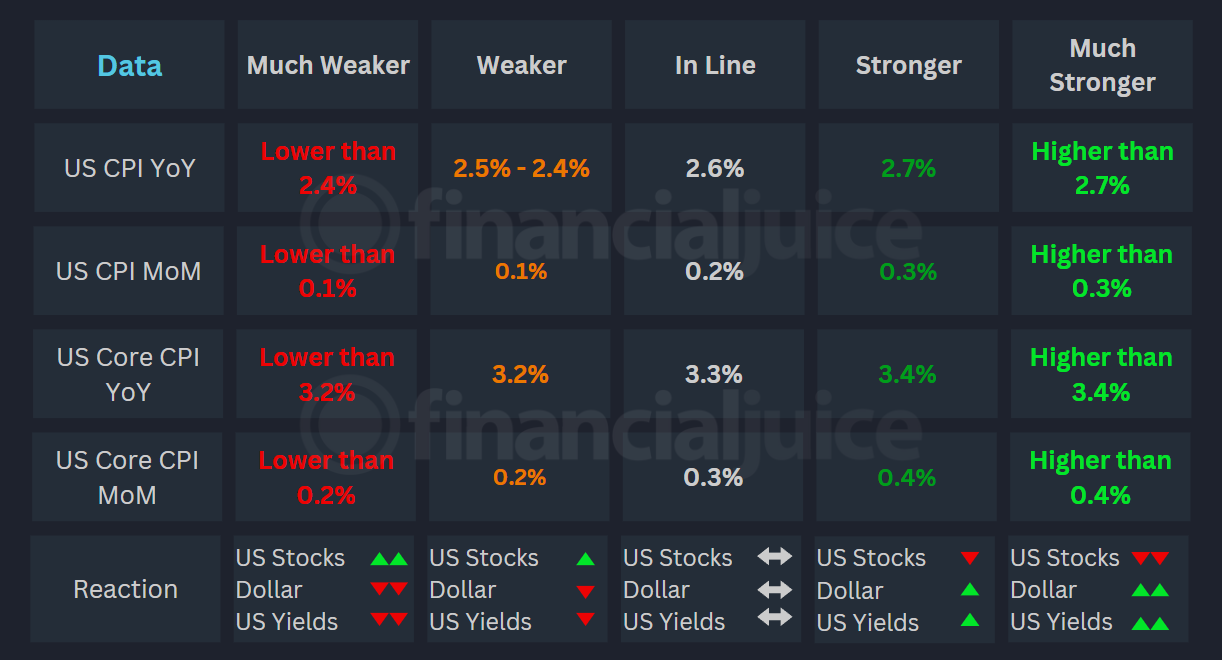 Data
Much Weaker
Weaker
In Line
Stronger
Much
Stronger
US CPI YoY
Lower than
2.4%
2.5% - 2.4%
2.6%
2.7%
Higher than
2.7%
US CPI MoM
Lower than
0.1%
0.1%
0.2%
0.3%
Higher than
0.3%
US Core CPI
YoY
Lower than
3.2%
3.2%
3.3%
3.4%
Higher than
3.4%
US Core CPI
MoM
Lower than
0.2%
0.2%
0.3%
0.4%
Higher than
0.4%
Reaction
US Stocks
Dollar
US Yields
US Stocks
Dollar
US Yields
US Stocks
Dollar
US Yields
US Stocks
Dollar
US Yields
US Stocks
Dollar
US Yields
financialjuice
financialjuice